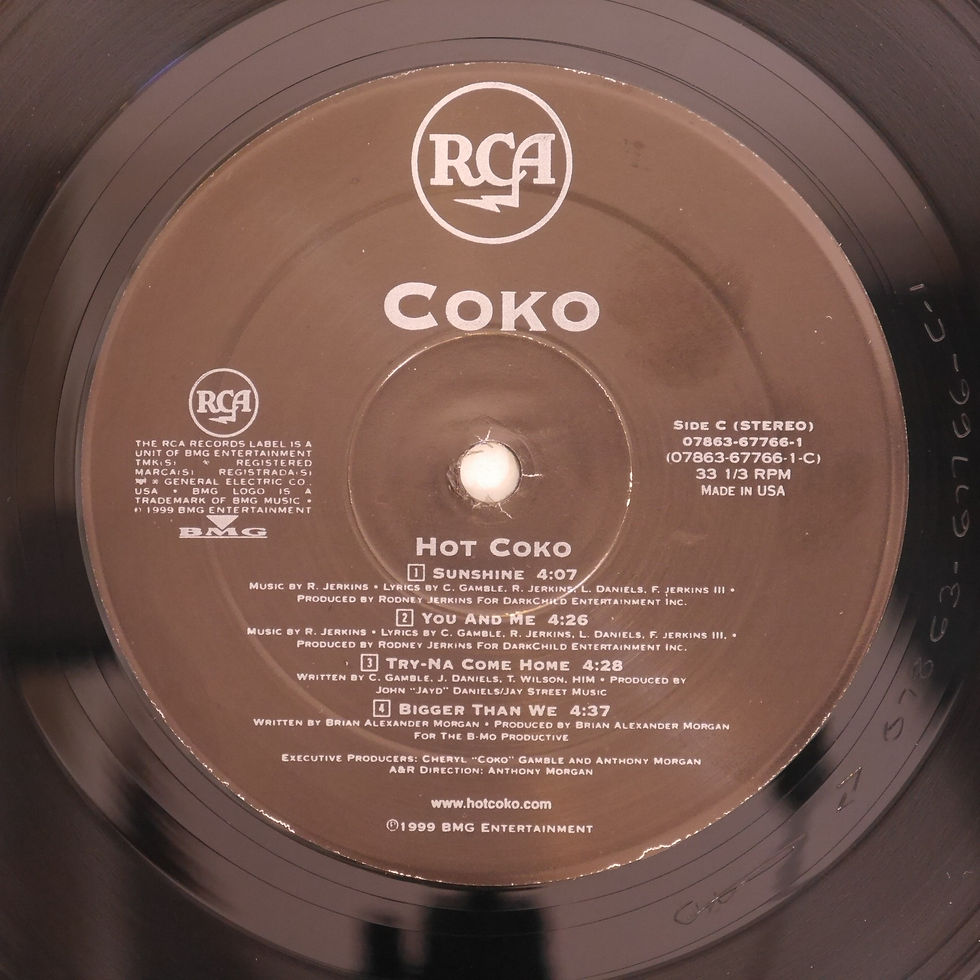 RCA
COKO
RCA
THE RCA RECORDS LABEL IS A
UNIT OF BMG ENTERTAINMENT
TMK(S) ® REGISTERED
MARCA(S) REGISTRADA(S)
GENERAL ELECTRIC CO.
USA • BMG LOGO IS A
TRADEMARK OF BMG MUSIC •
℗ 1999 BMG ENTERTAINMENT
BMG
SIDE C (STEREO)
07863-67766-1
(07863-67766-1-C)
33 1/3 RPM
MADE IN USA
HOT COKO
1 SUNSHINE 4:07
MUSIC BY R. JERKINS • LYRICS BY C. GAMBLE, R. JERKINS, L. DANIELS, F. JERKINS III •
PRODUCED BY RODNEY JERKINS FOR DARKCHILD ENTERTAINMENT INC.
2 YOU AND ME 4:26
MUSIC BY R. JERKINS • LYRICS BY C. GAMBLE, R. JERKINS, L. DANIELS, F. JERKINS III, •
PRODUCED BY RODNEY JERKINS FOR DARKCHILD ENTERTAINMENT INC.
3 TRY-NA COME HOME 4:28
WRITTEN BY C. GAMBLE, J. DANIELS, T. WILSON, HIM • PRODUCED BY
JOHN "JAYD" DANIELS/JAY STREET MUSIC
4 BIGGER THAN WE 4:37
WRITTEN BY BRIAN ALEXANDER MORGAN • PRODUCED BY BRIAN ALEXANDER MORGAN
FOR THE B-MO PRODUCTIVE
EXECUTIVE PRODUCERS: CHERYL "COKO" GAMBLE AND ANTHONY MORGAN
A&R DIRECTION: ANTHONY MORGAN
www.hotcoko.com
℗1999 BMG ENTERTAINMENT
07863-67766-C-1